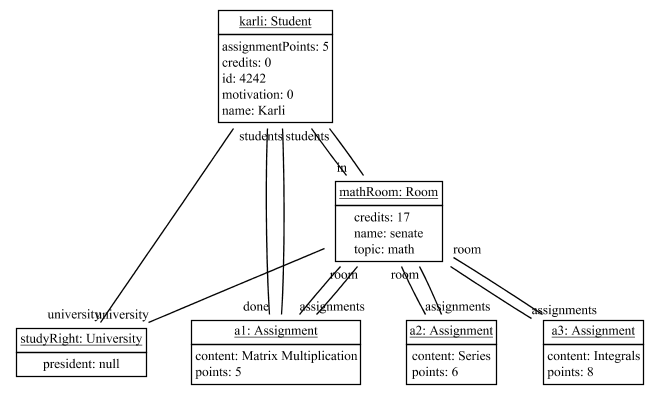 karli: Student
assignmentPoints: 5
credits: 0
id: 4242
motivation: 0
name: Karli
students students
in
mathRoom: Room
credits: 17
name: senate
topic: math
room
room room
university university
done assignments
assignments
assignments
studyRight: University
president: null
a1: Assignment
content: Matrix Multiplication
points: 5
a2: Assignment
content: Series
points: 6
a3: Assignment
content: Integrals
points: 8